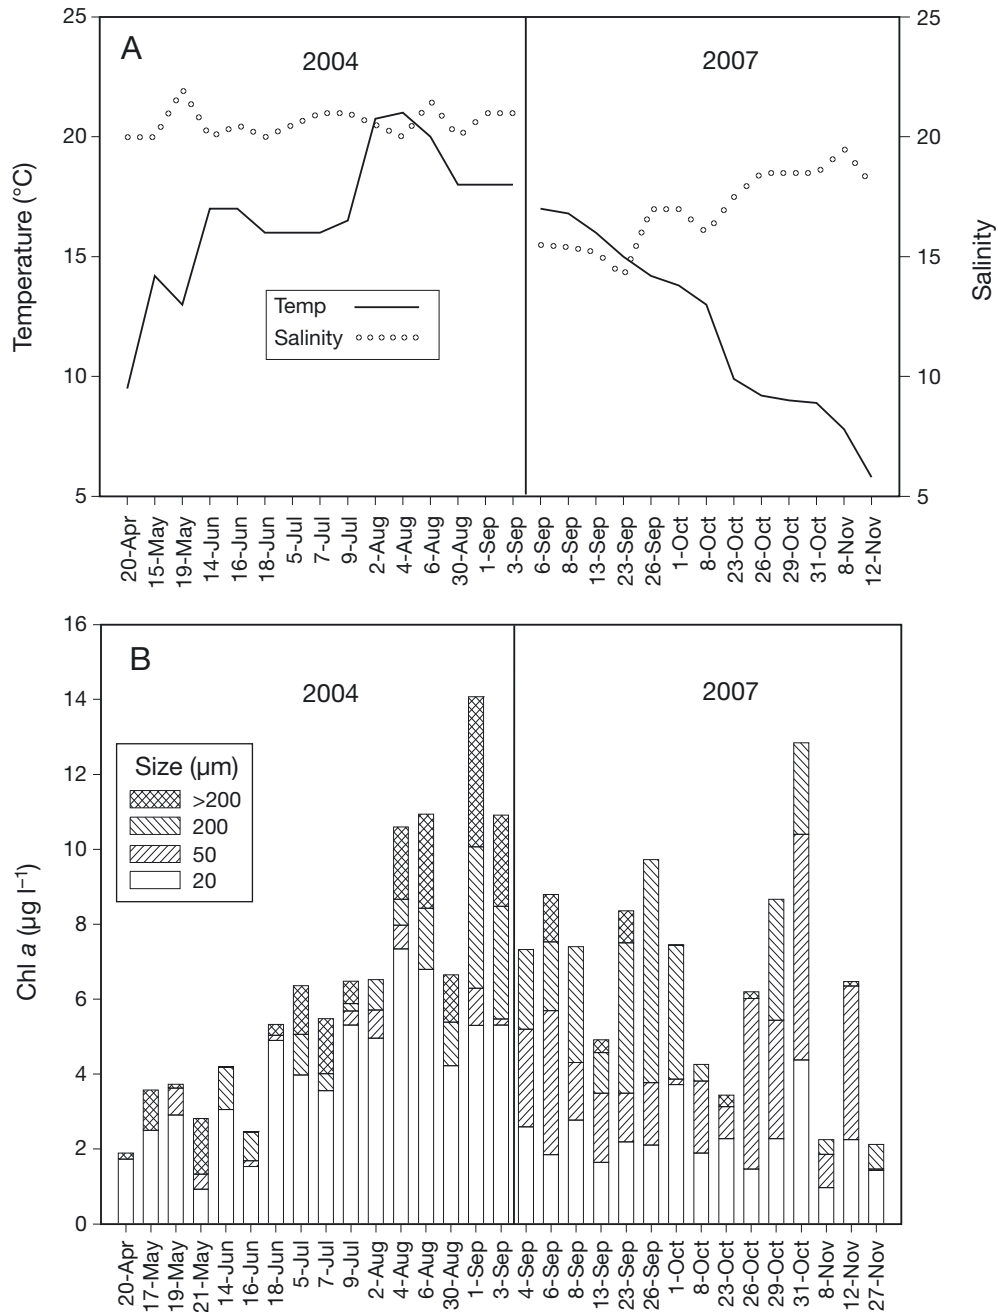 A
2004
2007
25
20
15
10
5
Temperature (°C)
25
20
15
10
5
Salinity
Temp
Salinity
20-Apr
15-May
19-May
14-Jun
16-Jun
18-Jun
5-Jul
7-Jul
9-Jul
2-Aug
4-Aug
6-Aug
30-Aug
1-Sep
3-Sep
6-Sep
8-Sep
13-Sep
23-Sep
26-Sep
1-Oct
8-Oct
23-Oct
26-Oct
29-Oct
31-Oct
8-Nov
12-Nov
B
2004
2007
16
14
12
10
8
6
4
2
0
Chl a (µg l⁻¹)
Size (µm)
>200
200
50
20
20-Apr
17-May
19-May
21-May
14-Jun
16-Jun
18-Jun
5-Jul
7-Jul
9-Jul
2-Aug
4-Aug
6-Aug
30-Aug
1-Sep
3-Sep
4-Sep
6-Sep
8-Sep
13-Sep
23-Sep
26-Sep
1-Oct
8-Oct
23-Oct
26-Oct
29-Oct
31-Oct
8-Nov
12-Nov
27-Nov